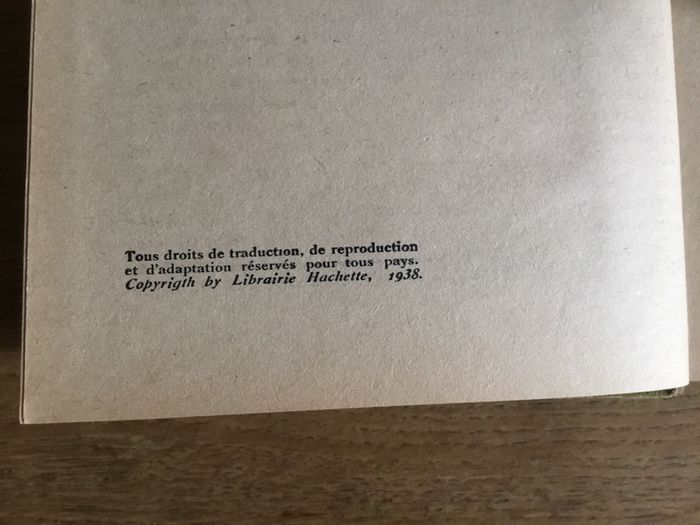 Tous droits de traduction, de reproduction
et d'adaptation réservés pour tous pays.
Copyrigth by Librairie Hachette, 1938.